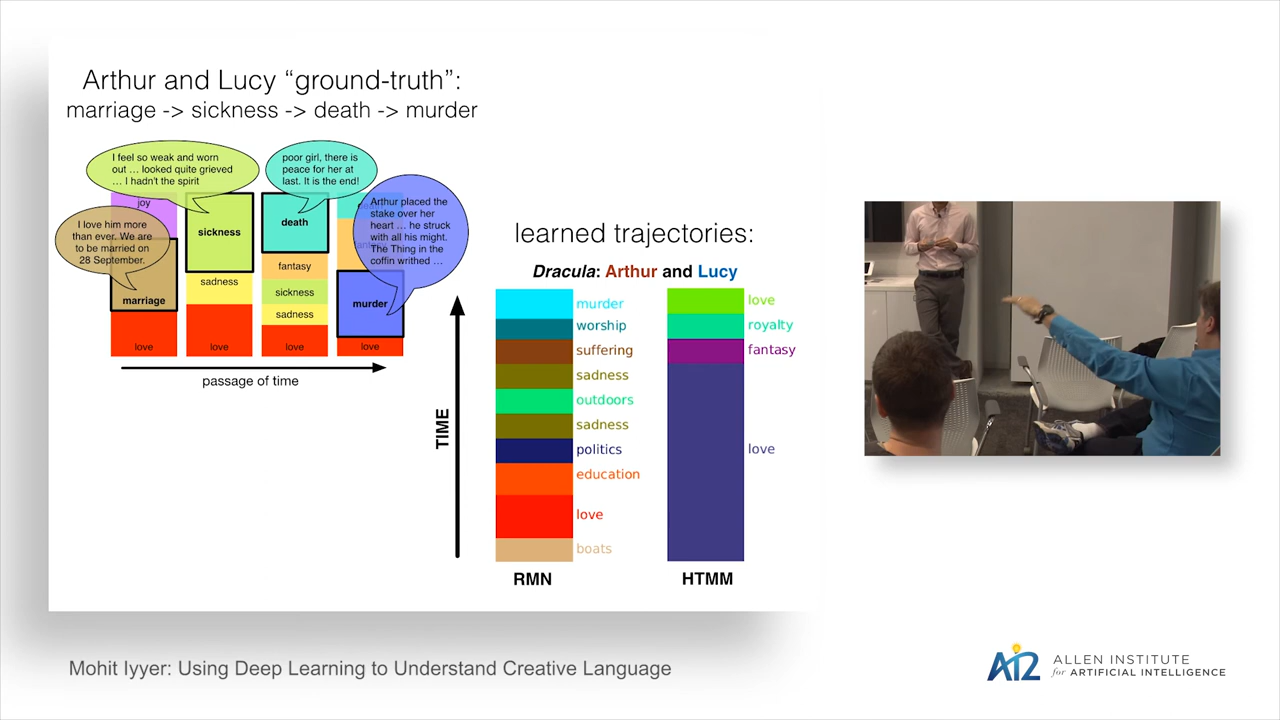 Arthur and Lucy “ground-truth”:
marriage -> sickness -> death -> murder
I feel so weak and worn
out … looked quite grieved
… I hadn't the spirit
poor girl, there is
peace for her at
last. It is the end!
Arthur placed the
stake over her
heart … he struck
with all his might.
The Thing in the
coffin writhed …
I love him more
than ever. We are
to be married on
28 September.
joy
marriage
love
sickness
sadness
love
death
fantasy
sickness
sadness
love
murder
love
passage of time
learned trajectories:
Dracula: Arthur and Lucy
TIME
murder
worship
suffering
sadness
outdoors
sadness
politics
education
love
boats
RMN
love
royalty
fantasy
love
HTMM
Mohit Iyyer: Using Deep Learning to Understand Creative Language
AI2
ALLEN INSTITUTE
for ARTIFICIAL INTELLIGENCE